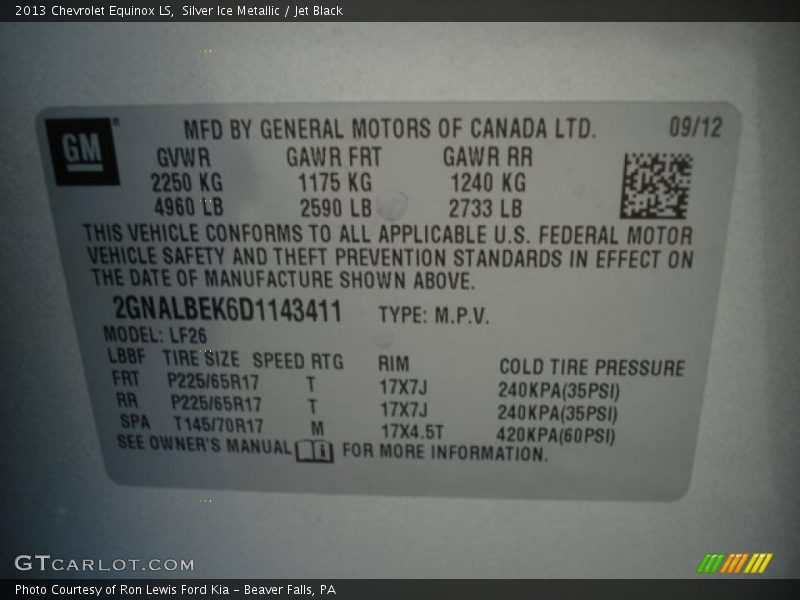 2013 Chevrolet Equinox LS,  Silver Ice Metallic / Jet Black
GM
MFD BY GENERAL MOTORS OF CANADA LTD. 09/12
GVWR GAWR FRT GAWR RR
2250 KG 1175 KG 1240 KG
4960 LB 2590 LB 2733 LB
THIS VEHICLE CONFORMS TO ALL APPLICABLE U.S. FEDERAL MOTOR
VEHICLE SAFETY AND THEFT PREVENTION STANDARDS IN EFFECT ON
THE DATE OF MANUFACTURE SHOWN ABOVE.
2GNALBEK6D1143411 TYPE: M.P.V.
MODEL: LF26
LBBF TIRE SIZE SPEED RTG RIM COLD TIRE PRESSURE
FRT P225/65R17 T 17X7J 240KPA(35PSI)
RR P225/65R17 T 17X7J 240KPA(35PSI)
SPA T145/70R17 M 17X4.5T 420KPA(60PSI)
SEE OWNER'S MANUAL i FOR MORE INFORMATION.
GTCARLOT.COM
Photo Courtesy of Ron Lewis Ford Kia – Beaver Falls, PA